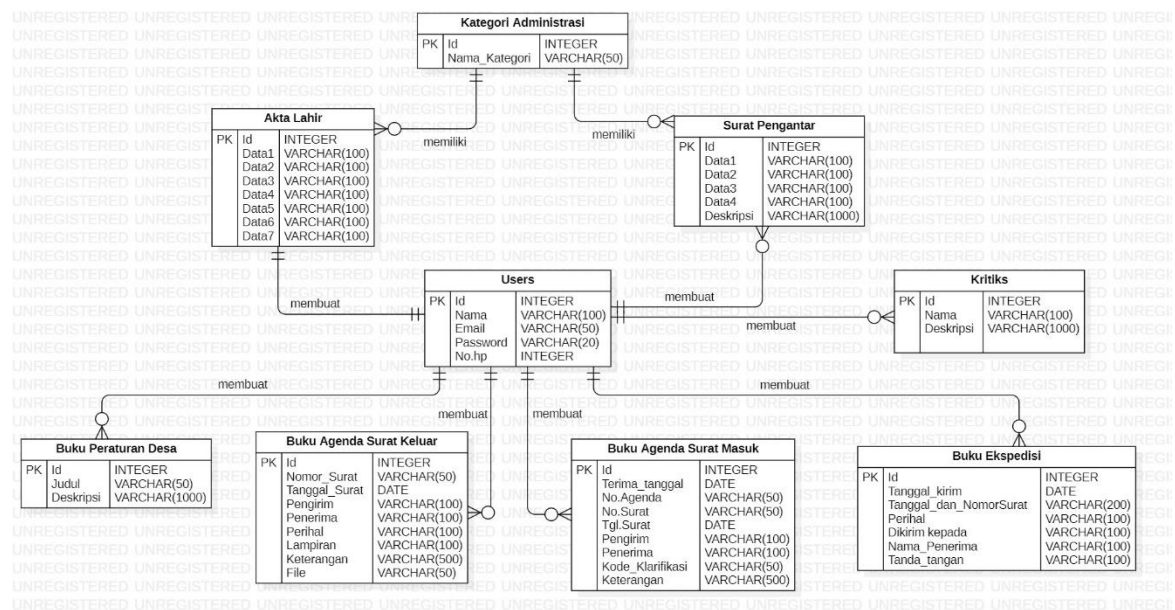 Kategori Administrasi
PK Id INTEGER
Nama_Kategori VARCHAR(50)
memiliki
memiliki
Akta Lahir
PK Id INTEGER
Data1 VARCHAR(100)
Data2 VARCHAR(100)
Data3 VARCHAR(100)
Data4 VARCHAR(100)
Data5 VARCHAR(100)
Data6 VARCHAR(100)
Data7 VARCHAR(100)
Surat Pengantar
PK Id INTEGER
Data1 VARCHAR(100)
Data2 VARCHAR(100)
Data3 VARCHAR(100)
Data4 VARCHAR(100)
Deskripsi VARCHAR(1000)
membuat
Users
PK Id INTEGER
Nama VARCHAR(100)
Email VARCHAR(50)
Password VARCHAR(20)
No.hp INTEGER
membuat
membuat
Kritiks
PK Id INTEGER
Nama VARCHAR(100)
Deskripsi VARCHAR(1000)
membuat
membuat
membuat
membuat
Buku Peraturan Desa
PK Id INTEGER
Judul VARCHAR(50)
Deskripsi VARCHAR(1000)
Buku Agenda Surat Keluar
PK Id INTEGER
Nomor_Surat VARCHAR(50)
Tanggal_Surat DATE
Pengirim VARCHAR(100)
Penerima VARCHAR(100)
Perihal VARCHAR(100)
Lampiran VARCHAR(100)
Keterangan VARCHAR(500)
File VARCHAR(50)
Buku Agenda Surat Masuk
PK Id INTEGER
Terima_tanggal DATE
No.Agenda VARCHAR(50)
No.Surat VARCHAR(50)
Tgl.Surat DATE
Pengirim VARCHAR(100)
Penerima VARCHAR(100)
Kode_Klarifikasi VARCHAR(50)
Keterangan VARCHAR(500)
Buku Ekspedisi
PK Id INTEGER
Tanggal_kirim DATE
Tanggal_dan_NomorSurat VARCHAR(200)
Perihal VARCHAR(100)
Dikirim kepada VARCHAR(100)
Nama_Penerima VARCHAR(100)
Tanda_tangan VARCHAR(100)